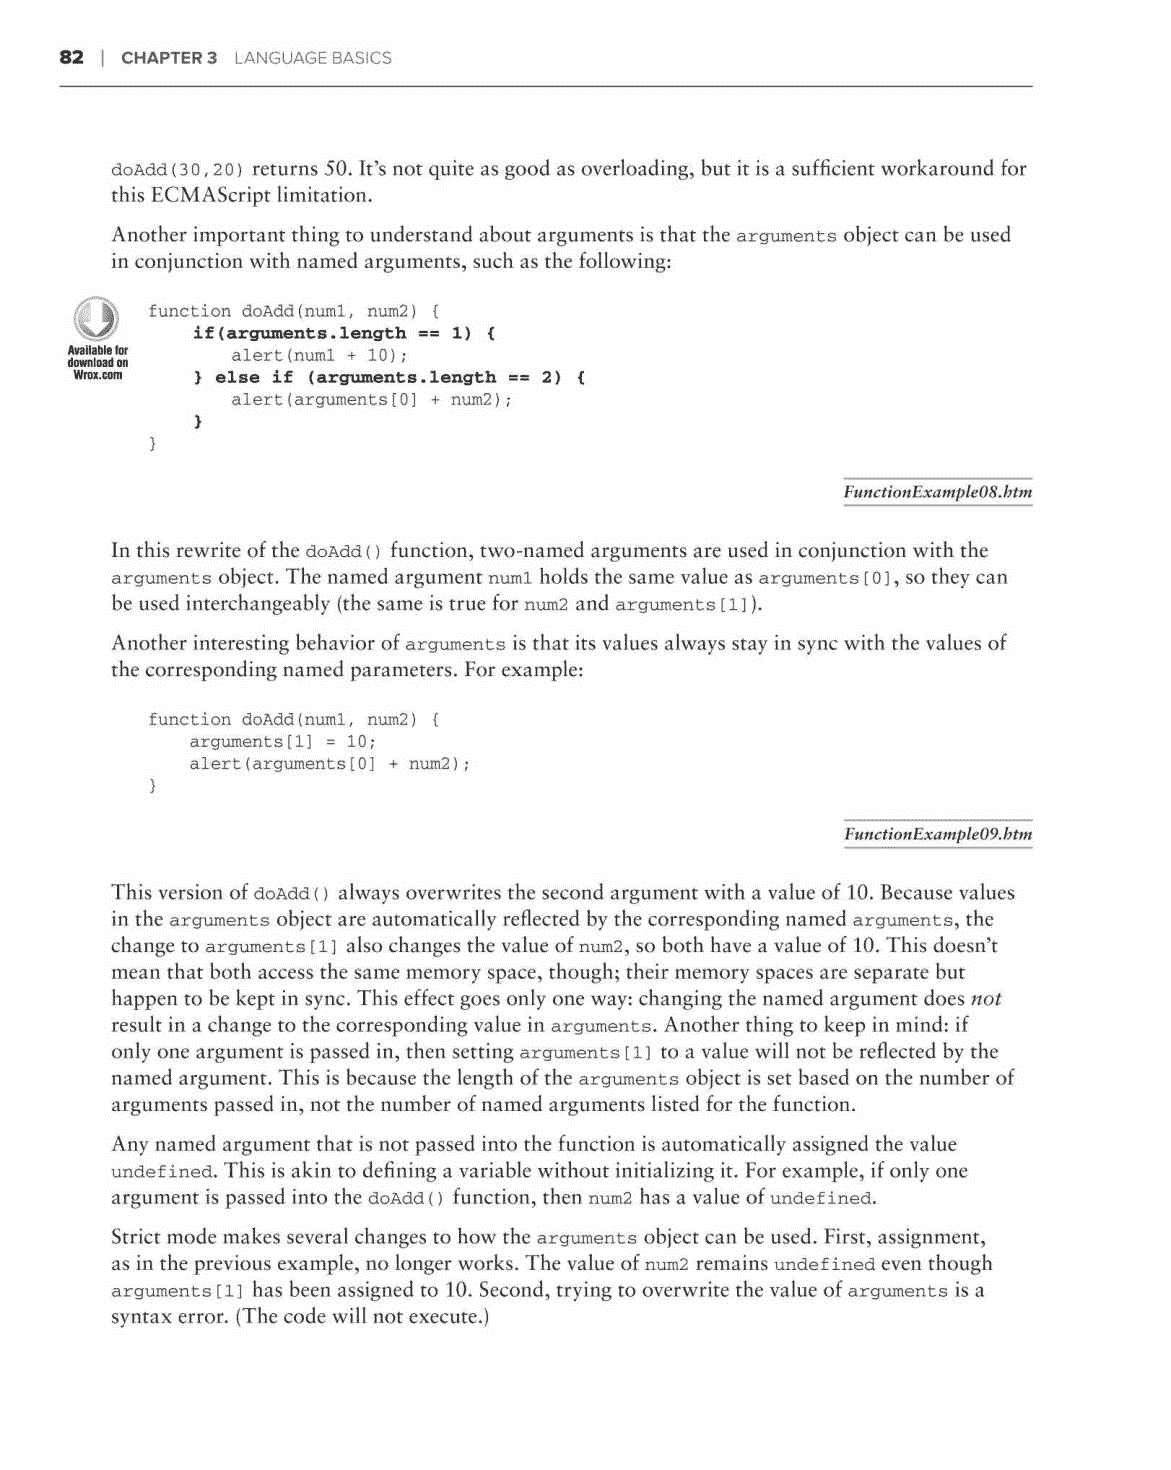 82 | CHAPTER 3 LANGUAGE BASICS
doAdd(30,20) returns 50. It's not quite as good as overloading, but it is a sufficient workaround for
this ECMAScript limitation.
Another important thing to understand about arguments is that the arguments object can be used
in conjunction with named arguments, such as the following:
Available for
download on
Wrox.com
function doAdd(num1, num2) {
    if(arguments.length == 1) {
        alert(num1 + 10);
    } else if (arguments.length == 2) {
        alert(arguments[0] + num2);
    }
}
FunctionExample08.htm
In this rewrite of the doAdd() function, two-named arguments are used in conjunction with the
arguments object. The named argument num1 holds the same value as arguments[0], so they can
be used interchangeably (the same is true for num2 and arguments[1]).
Another interesting behavior of arguments is that its values always stay in sync with the values of
the corresponding named parameters. For example:
function doAdd(num1, num2) {
    arguments[1] = 10;
    alert(arguments[0] + num2);
}
FunctionExample09.htm
This version of doAdd() always overwrites the second argument with a value of 10. Because values
in the arguments object are automatically reflected by the corresponding named arguments, the
change to arguments[1] also changes the value of num2, so both have a value of 10. This doesn't
mean that both access the same memory space, though; their memory spaces are separate but
happen to be kept in sync. This effect goes only one way: changing the named argument does not
result in a change to the corresponding value in arguments. Another thing to keep in mind: if
only one argument is passed in, then setting arguments[1] to a value will not be reflected by the
named argument. This is because the length of the arguments object is set based on the number of
arguments passed in, not the number of named arguments listed for the function.
Any named argument that is not passed into the function is automatically assigned the value
undefined. This is akin to defining a variable without initializing it. For example, if only one
argument is passed into the doAdd() function, then num2 has a value of undefined.
Strict mode makes several changes to how the arguments object can be used. First, assignment,
as in the previous example, no longer works. The value of num2 remains undefined even though
arguments[1] has been assigned to 10. Second, trying to overwrite the value of arguments is a
syntax error. (The code will not execute.)